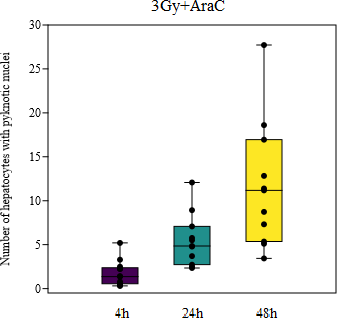 3Gy+AraC
Number of hepatocytes with pyknotic nuclei
30
25
20
15
10
5
0
4h
24h
48h